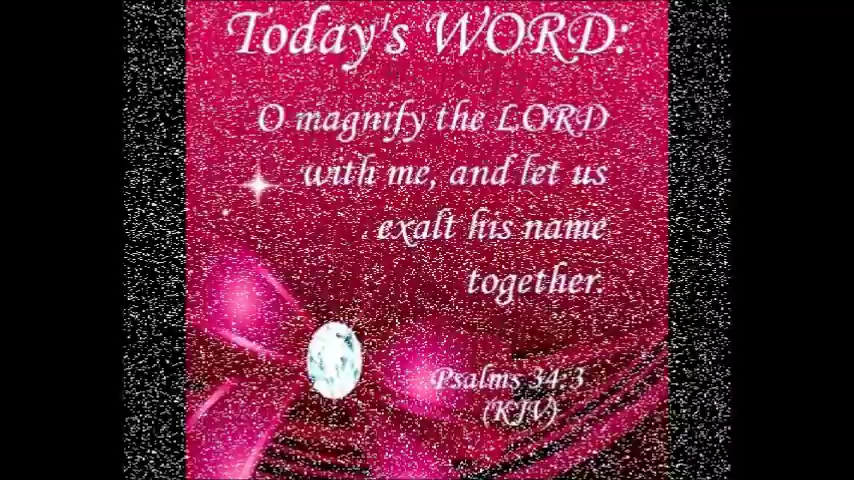 Today's WORD:
O magnify the LORD
with me, and let us
exalt his name
together.
Psalms 34:3
(KJV)